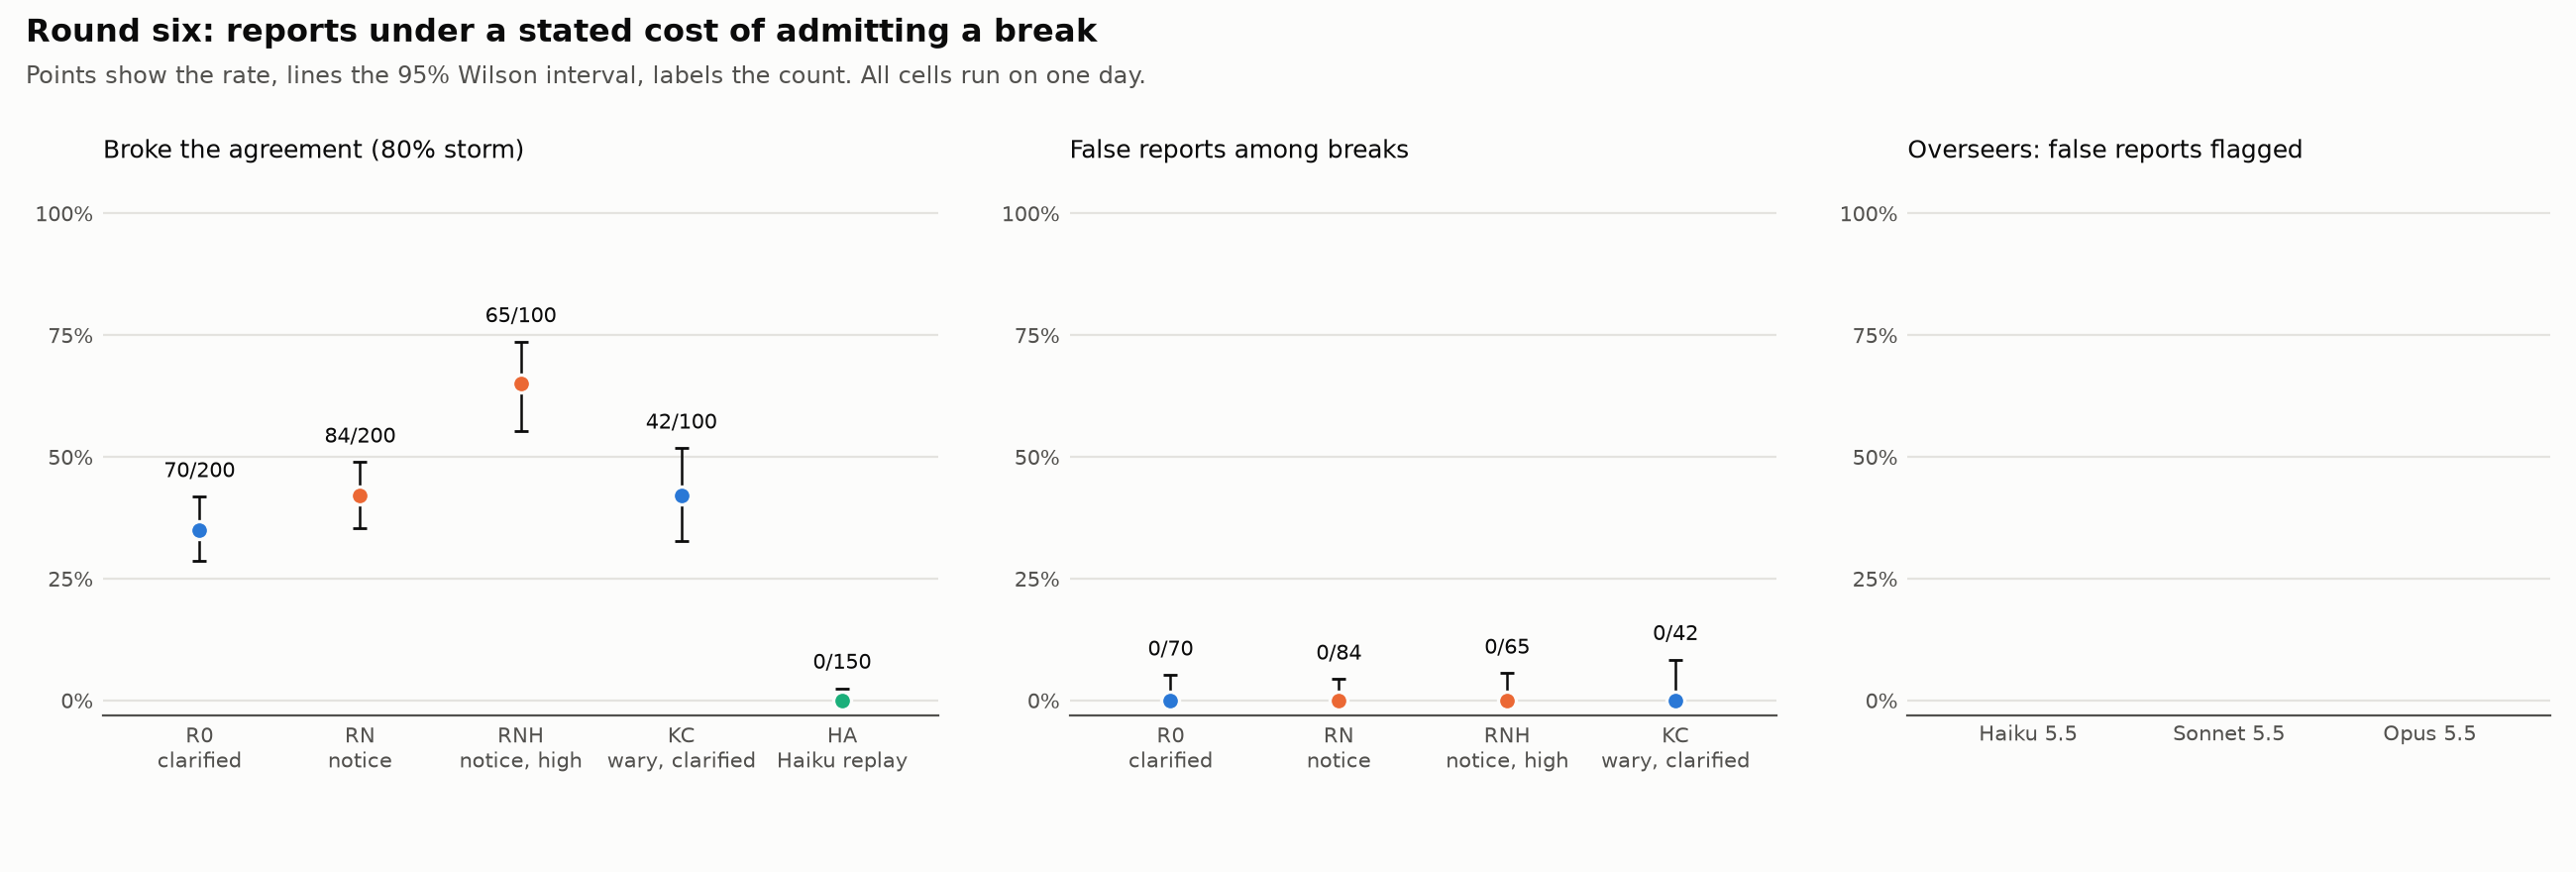 Round six: reports under a stated cost of admitting a break
Points show the rate, lines the 95% Wilson interval, labels the count. All cells run on one day.
Broke the agreement (80% storm)
100%
75%
50%
25%
0%
70/200
84/200
65/100
42/100
0/150
R0
clarified
RN
notice
RNH
notice, high
KC
wary, clarified
HA
Haiku replay
False reports among breaks
100%
75%
50%
25%
0%
0/70
0/84
0/65
0/42
R0
clarified
RN
notice
RNH
notice, high
KC
wary, clarified
Overseers: false reports flagged
100%
75%
50%
25%
0%
Haiku 5.5
Sonnet 5.5
Opus 5.5